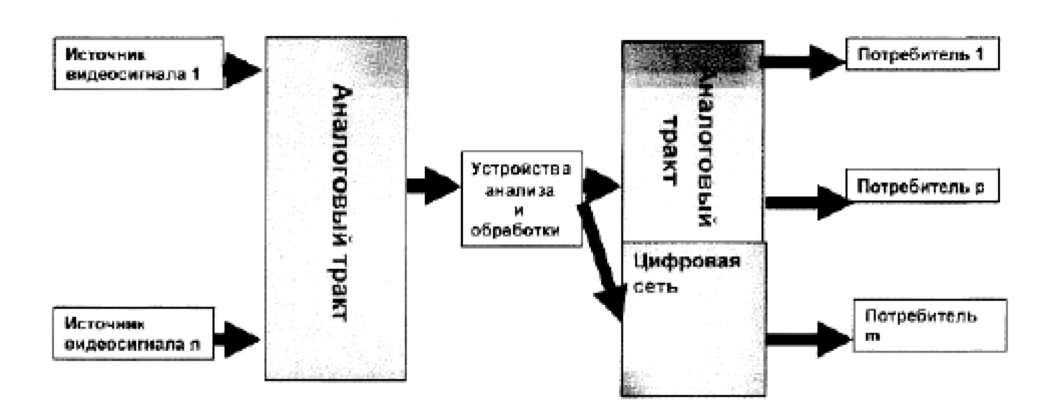 Источник
видеосигнала 1
Источник
видеосигнала n
Аналоговый тракт
Устройства
анализа
и
обработки
Аналоговый
тракт
Цифровая
сеть
Потребитель 1
Потребитель p
Потребитель
m